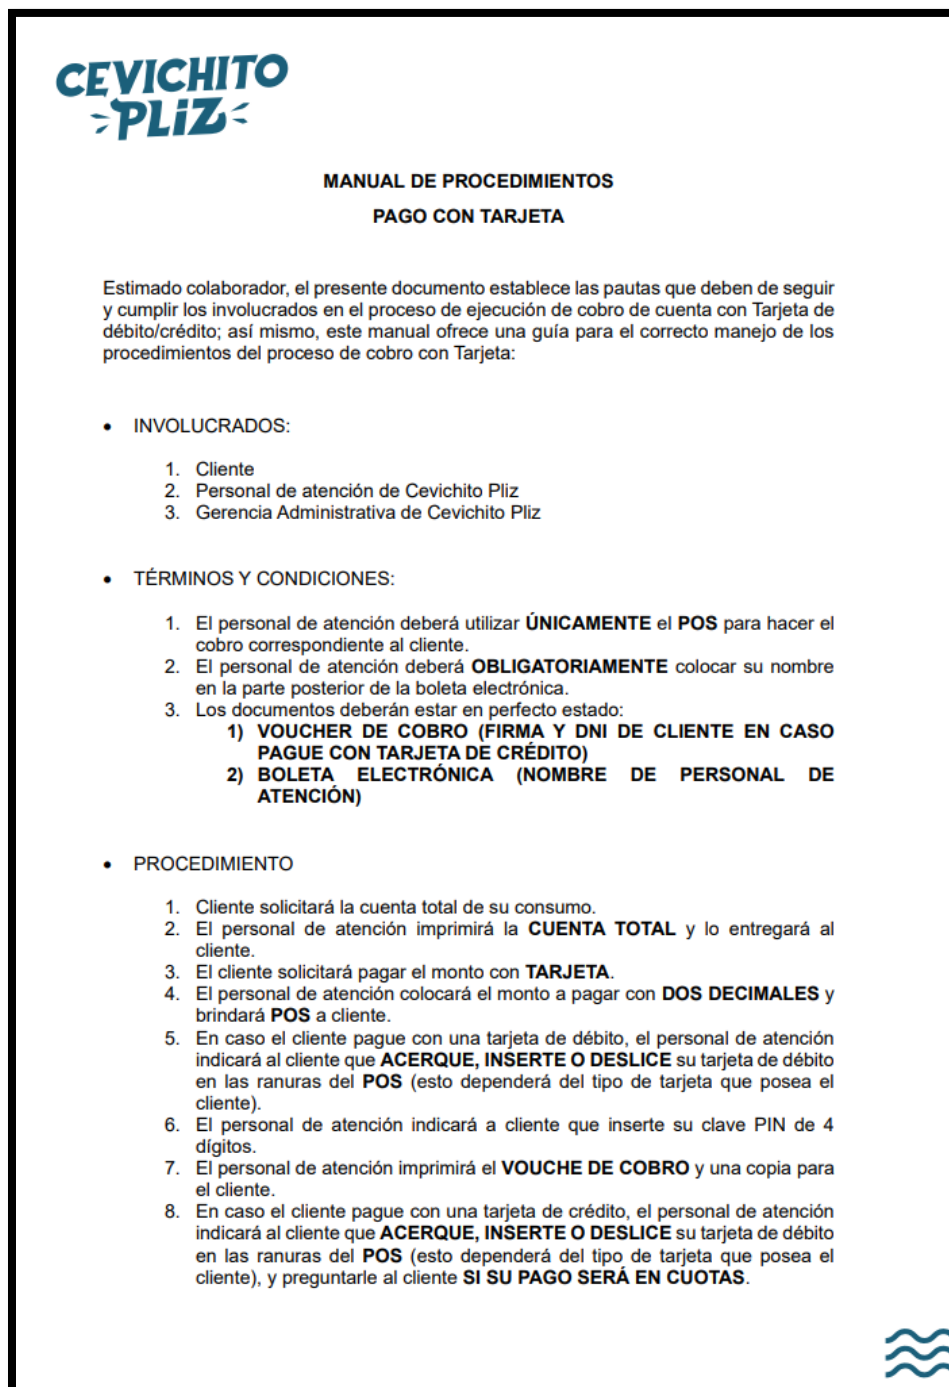 CEVICHITO
PLiZ
MANUAL DE PROCEDIMIENTOS
PAGO CON TARJETA
Estimado colaborador, el presente documento establece las pautas que deben de seguir
y cumplir los involucrados en el proceso de ejecución de cobro de cuenta con Tarjeta de
débito/crédito; así mismo, este manual ofrece una guía para el correcto manejo de los
procedimientos del proceso de cobro con Tarjeta:
• INVOLUCRADOS:
1. Cliente
2. Personal de atención de Cevichito Pliz
3. Gerencia Administrativa de Cevichito Pliz
• TÉRMINOS Y CONDICIONES:
1. El personal de atención deberá utilizar ÚNICAMENTE el POS para hacer el
cobro correspondiente al cliente.
2. El personal de atención deberá OBLIGATORIAMENTE colocar su nombre
en la parte posterior de la boleta electrónica.
3. Los documentos deberán estar en perfecto estado:
1) VOUCHER DE COBRO (FIRMA Y DNI DE CLIENTE EN CASO
PAGUE CON TARJETA DE CRÉDITO)
2) BOLETA ELECTRÓNICA (NOMBRE DE PERSONAL DE
ATENCIÓN)
• PROCEDIMIENTO
1. Cliente solicitará la cuenta total de su consumo.
2. El personal de atención imprimirá la CUENTA TOTAL y lo entregará al
cliente.
3. El cliente solicitará pagar el monto con TARJETA.
4. El personal de atención colocará el monto a pagar con DOS DECIMALES y
brindará POS a cliente.
5. En caso el cliente pague con una tarjeta de débito, el personal de atención
indicará al cliente que ACERQUE, INSERTE O DESLICE su tarjeta de débito
en las ranuras del POS (esto dependerá del tipo de tarjeta que posea el
cliente).
6. El personal de atención indicará a cliente que inserte su clave PIN de 4
dígitos.
7. El personal de atención imprimirá el VOUCHE DE COBRO y una copia para
el cliente.
8. En caso el cliente pague con una tarjeta de crédito, el personal de atención
indicará al cliente que ACERQUE, INSERTE O DESLICE su tarjeta de débito
en las ranuras del POS (esto dependerá del tipo de tarjeta que posea el
cliente), y preguntarle al cliente SI SU PAGO SERÁ EN CUOTAS.